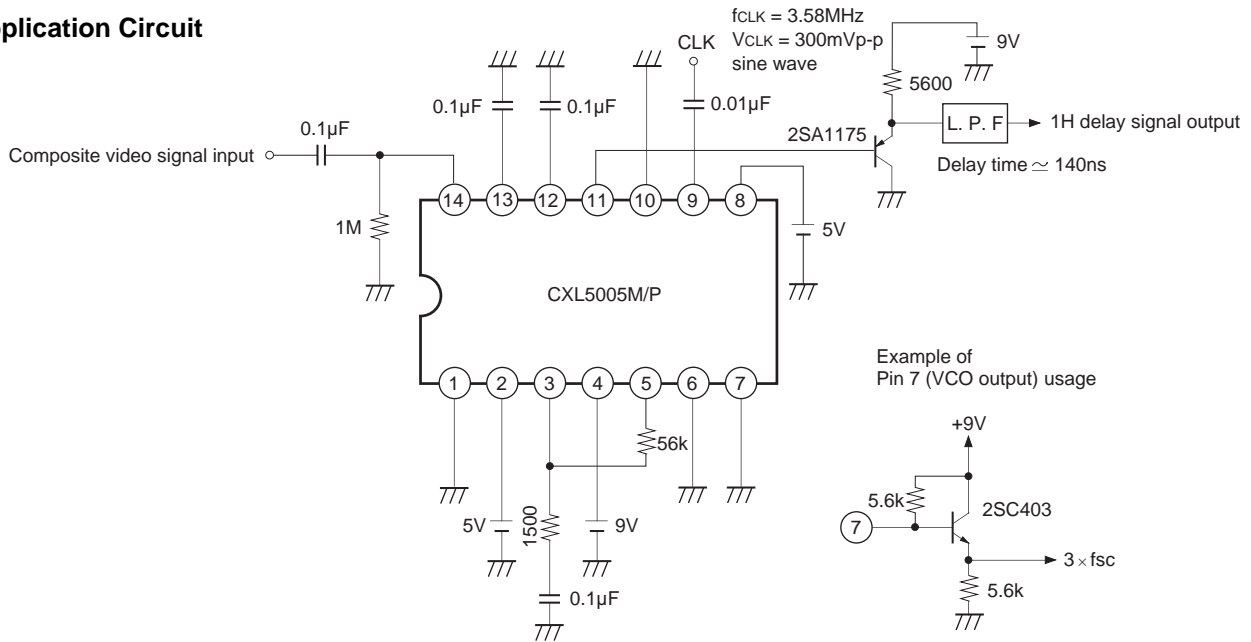 plication Circuit
fCLK = 3.58MHz
VCLK = 300mVp-p
sine wave
CLK
9V
5600
0.1µF
0.1µF
0.01µF
2SA1175
L. P. F
1H delay signal output
Delay time ≃ 140ns
0.1µF
Composite video signal input
1M
14
13
12
11
10
9
8
5V
CXL5005M/P
1
2
3
4
5
6
7
56k
5V
1500
9V
0.1µF
Example of
Pin 7 (VCO output) usage
+9V
5.6k
2SC403
7
3 × fsc
5.6k